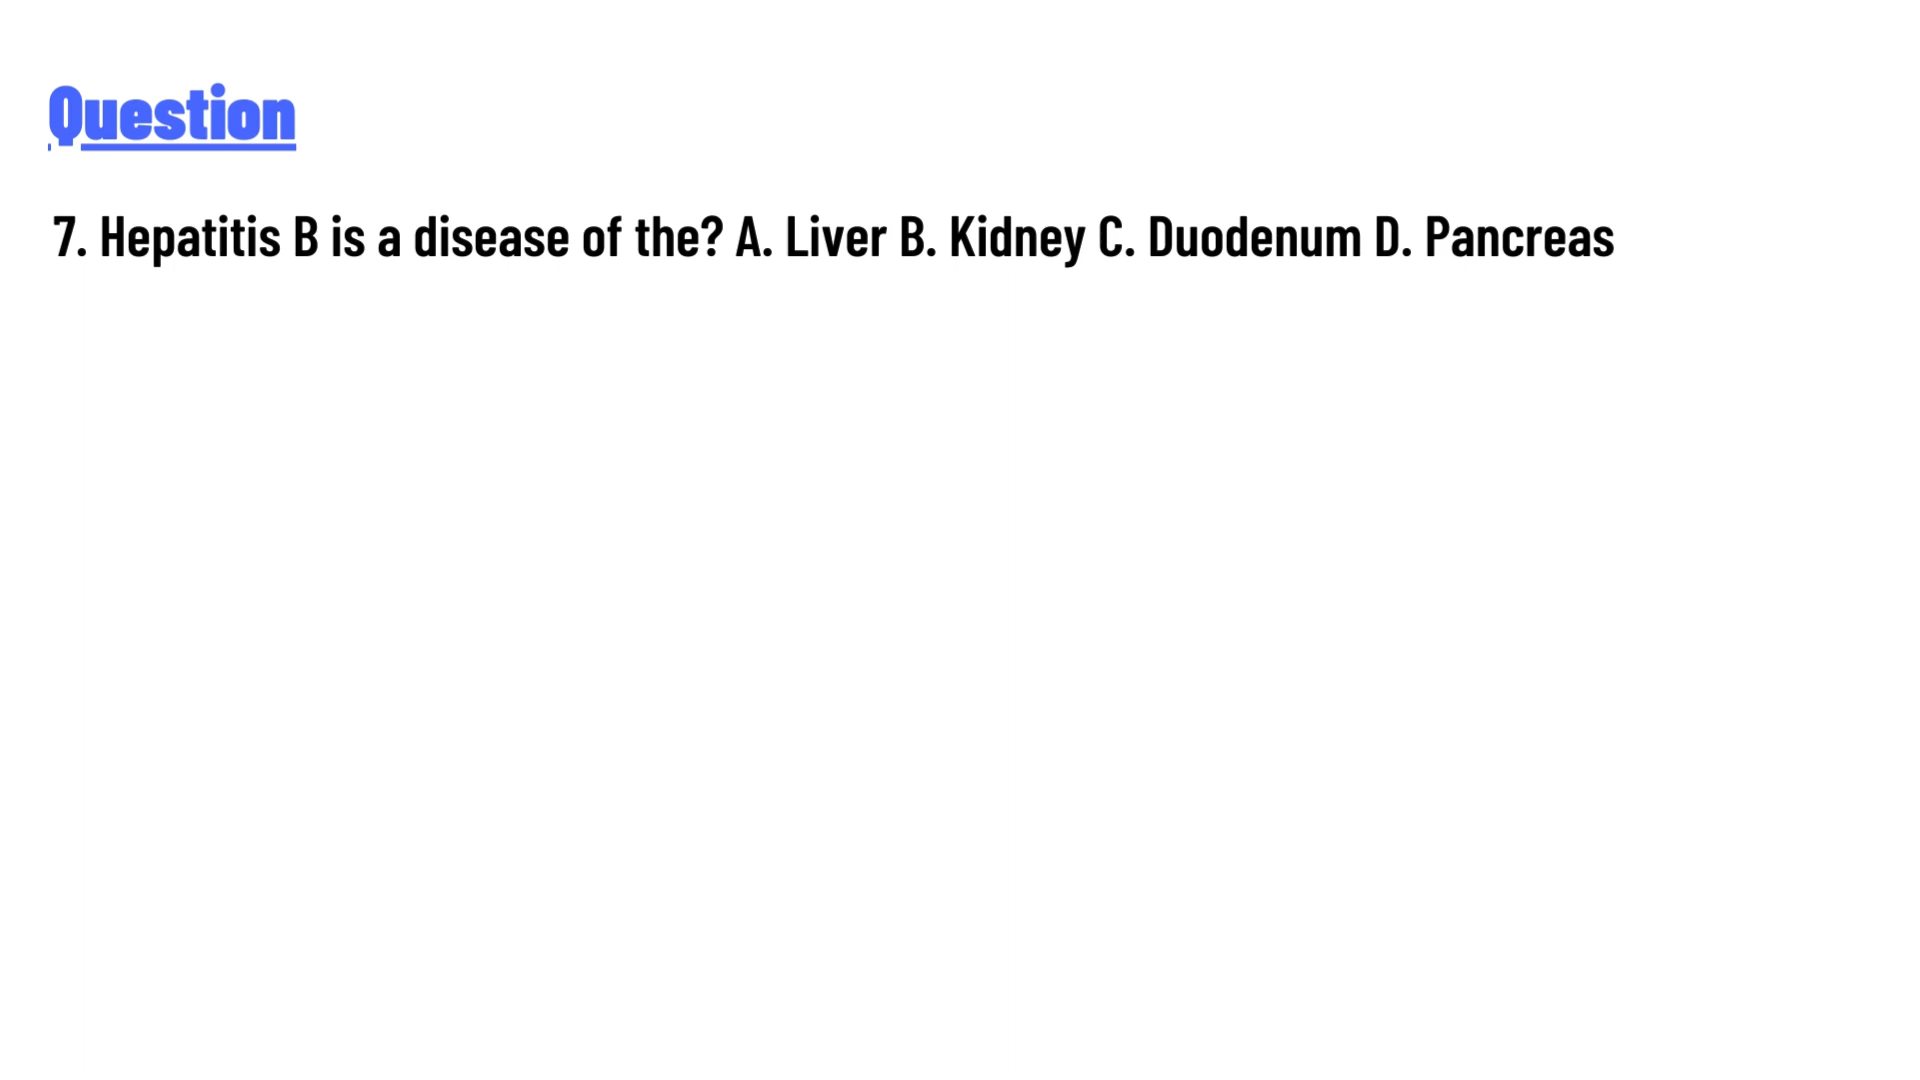 Question
7. Hepatitis B is a disease of the? A. Liver B. Kidney C. Duodenum D. Pancreas